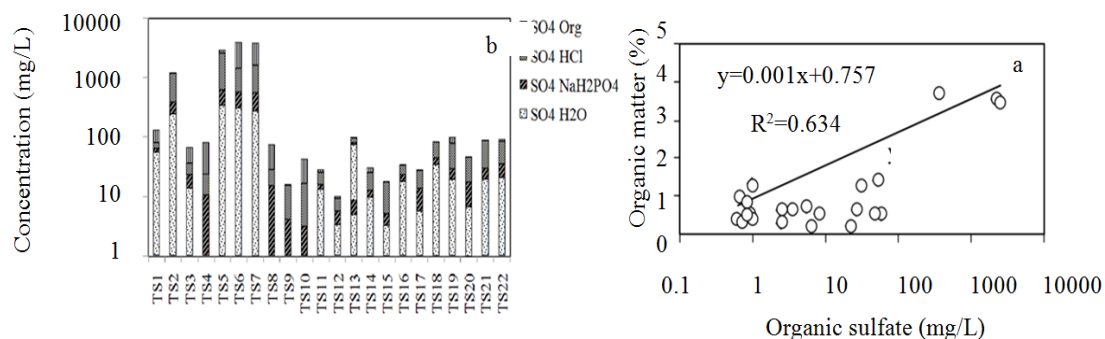 Concentration (mg/L)
10000
1000
100
10
1
b
SO4 Org
SO4 HCl
SO4 NaH2PO4
SO4 H2O
TS1
TS2
TS3
TS4
TS5
TS6
TS7
TS8
TS9
TS10
TS11
TS12
TS13
TS14
TS15
TS16
TS17
TS18
TS19
TS20
TS21
TS22
Organic matter (%)
5
4
3
2
1
0
a
y=0.001x+0.757
R²=0.634
0.1 1 10 100 1000 10000
Organic sulfate (mg/L)